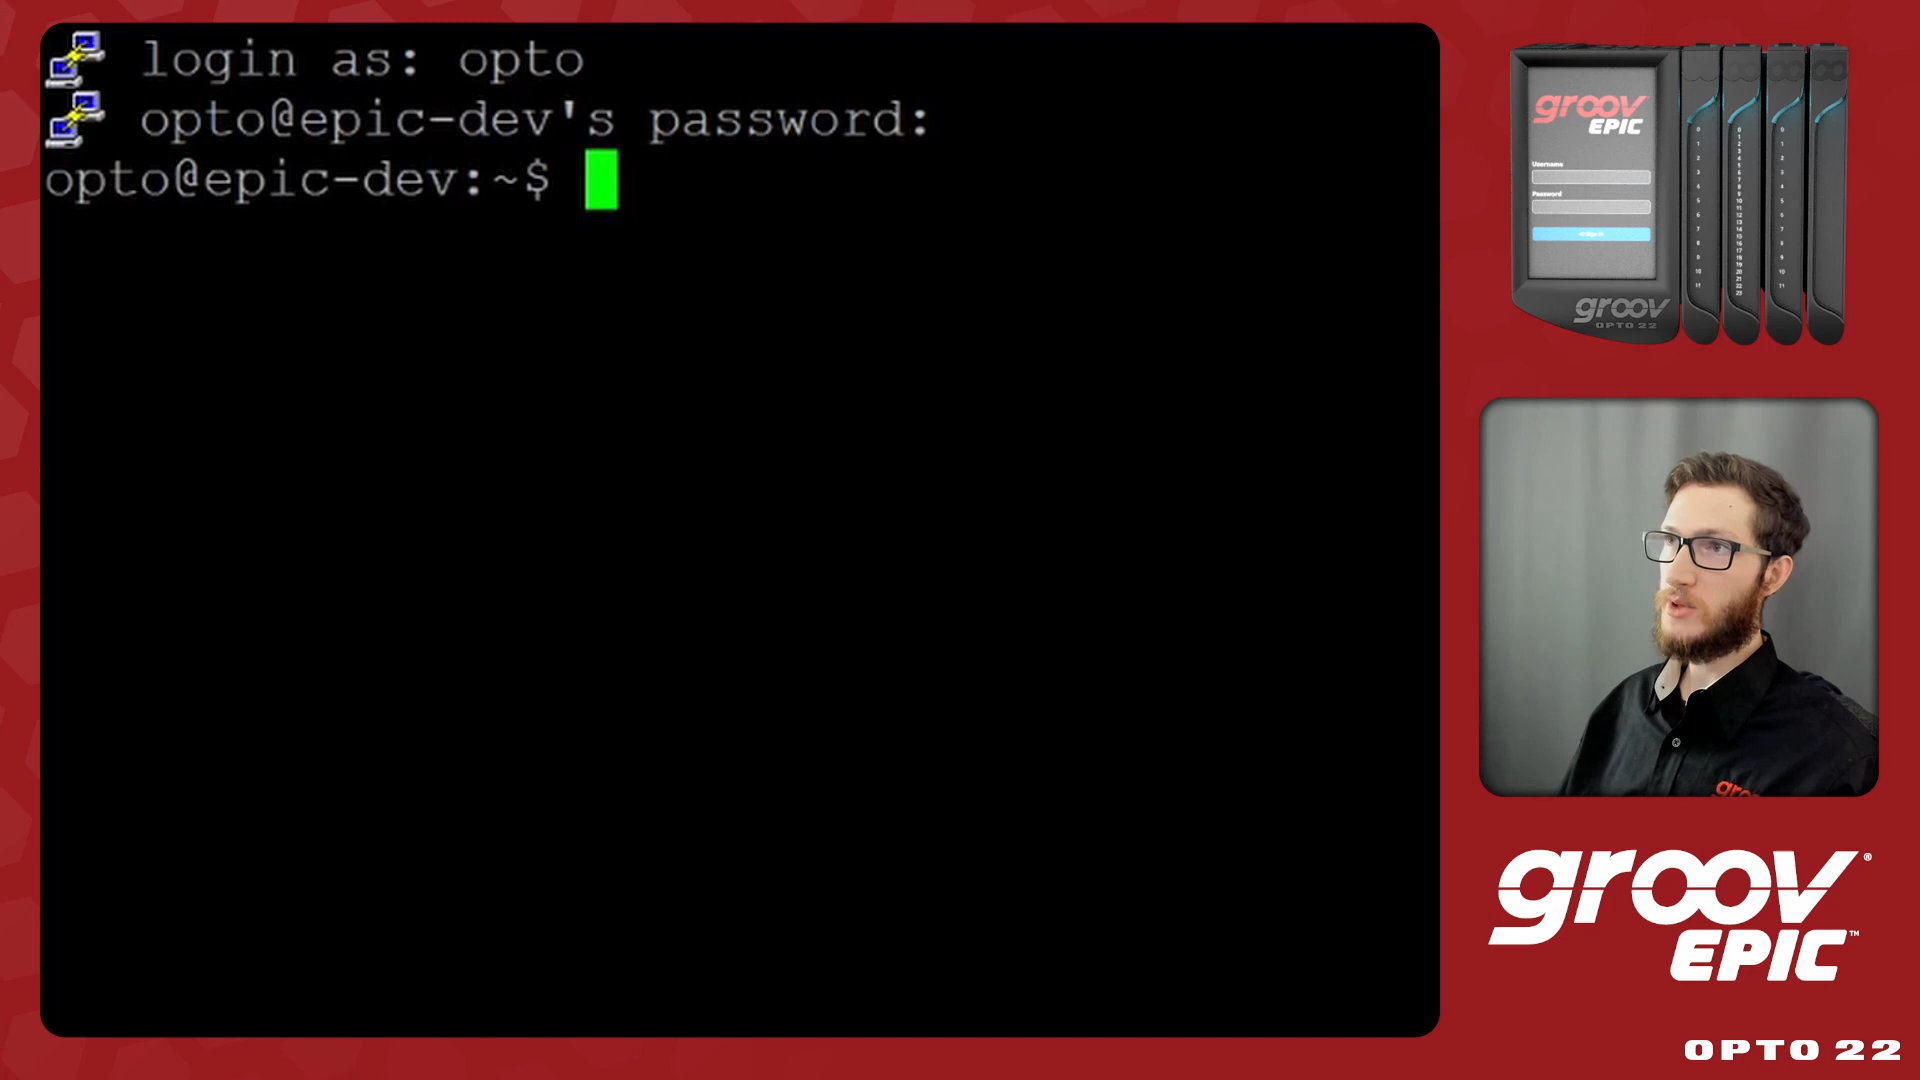 login as: opto
opto@epic-dev's password:
opto@epic-dev:~$
groov
EPIC
Username
Password
groov
OPTO 22
groov®
EPIC™
OPTO 22